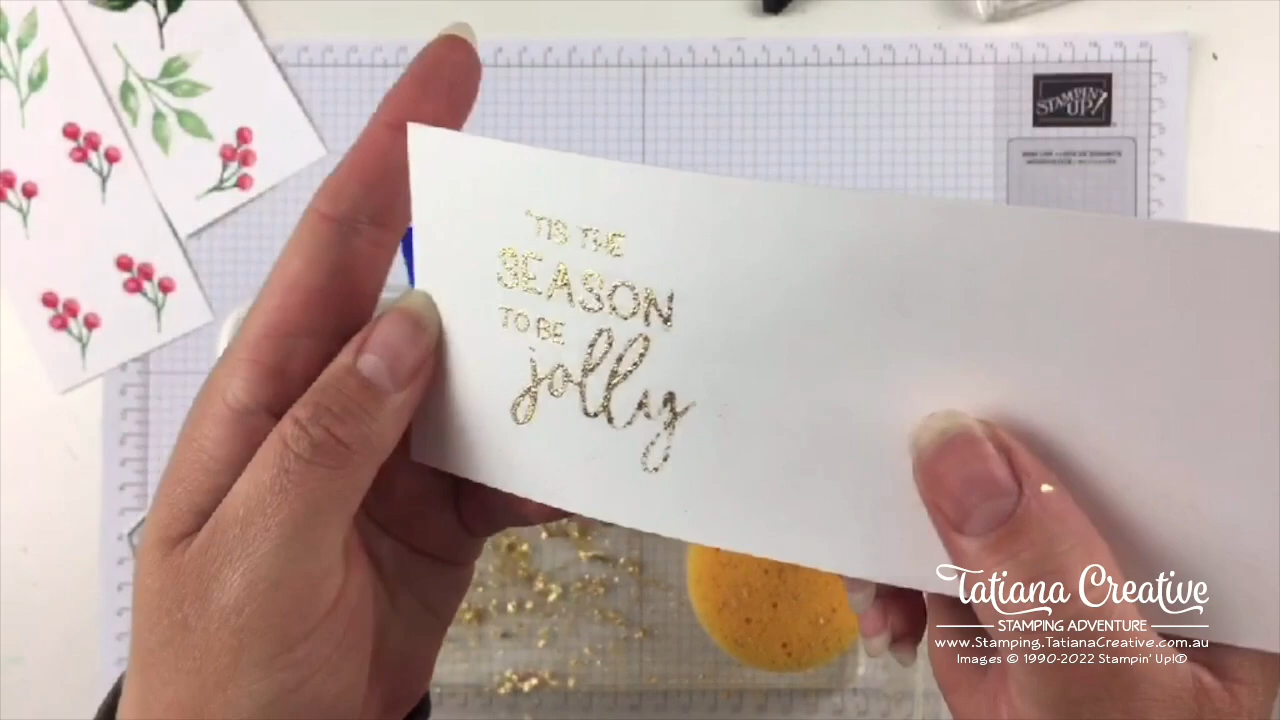 STAMPIN'
UP!
'TIS THE
SEASON
TO BE
jolly
Tatiana Creative
STAMPING ADVENTURE
www.Stamping.TatianaCreative.com.au
Images © 1990-2022 Stampin' Up!®